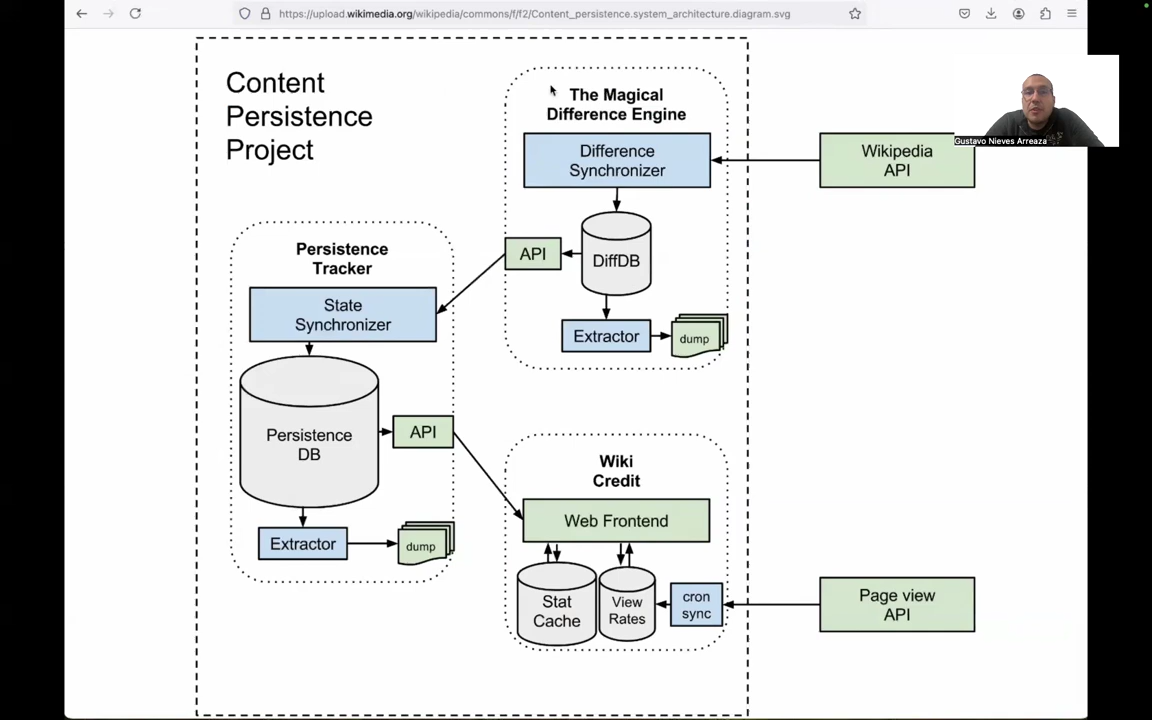 https://upload.wikimedia.org/wikipedia/commons/f/f2/Content_persistence.system_architecture.diagram.svg
Content
Persistence
Project
The Magical
Difference Engine
Difference
Synchronizer
Wikipedia
API
Gustavo Nieves Arreaza
API
DiffDB
Extractor
dump
Persistence
Tracker
State
Synchronizer
Persistence
DB
API
Extractor
dump
Wiki
Credit
Web Frontend
Stat
Cache
View
Rates
cron
sync
Page view
API